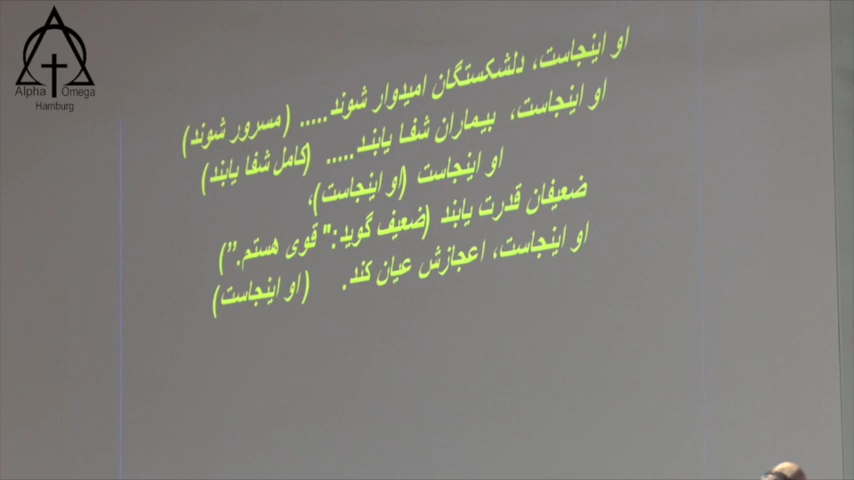 Alpha Omega
Hamburg
او اینجاست، دلشکستگان امیدوار شوند..... (مسرور شوند)
او اینجاست، بیماران شفا یابند..... (کامل شفا یابند)
او اینجاست (او اینجاست)،
ضعیفان قدرت یابند (ضعیف گوید:" قوی هستم.")
او اینجاست، اعجازش عیان کند. (او اینجاست)